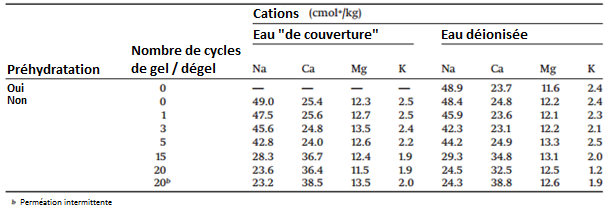 Cations (cmolᵃ/kg)
Eau "de couverture" Eau déionisée
Préhydratation Nombre de cycles de gel / dégel Na Ca Mg K Na Ca Mg K
Oui 0 — — — — 48.9 23.7 11.6 2.4
Non 0 49.0 25.4 12.3 2.5 48.4 24.8 12.2 2.4
1 47.5 25.6 12.7 2.5 45.9 23.6 12.1 2.3
3 45.6 24.8 13.5 2.4 42.3 23.1 12.2 2.1
5 42.8 24.0 12.6 2.2 44.2 24.9 13.3 2.5
15 28.3 36.7 12.4 1.9 29.3 34.8 13.1 2.0
20 23.6 36.4 11.5 1.9 24.5 32.5 12.5 1.2
20ᵇ 23.2 38.5 13.5 2.0 24.3 38.8 12.6 1.9
ᵇ Perméation intermittente